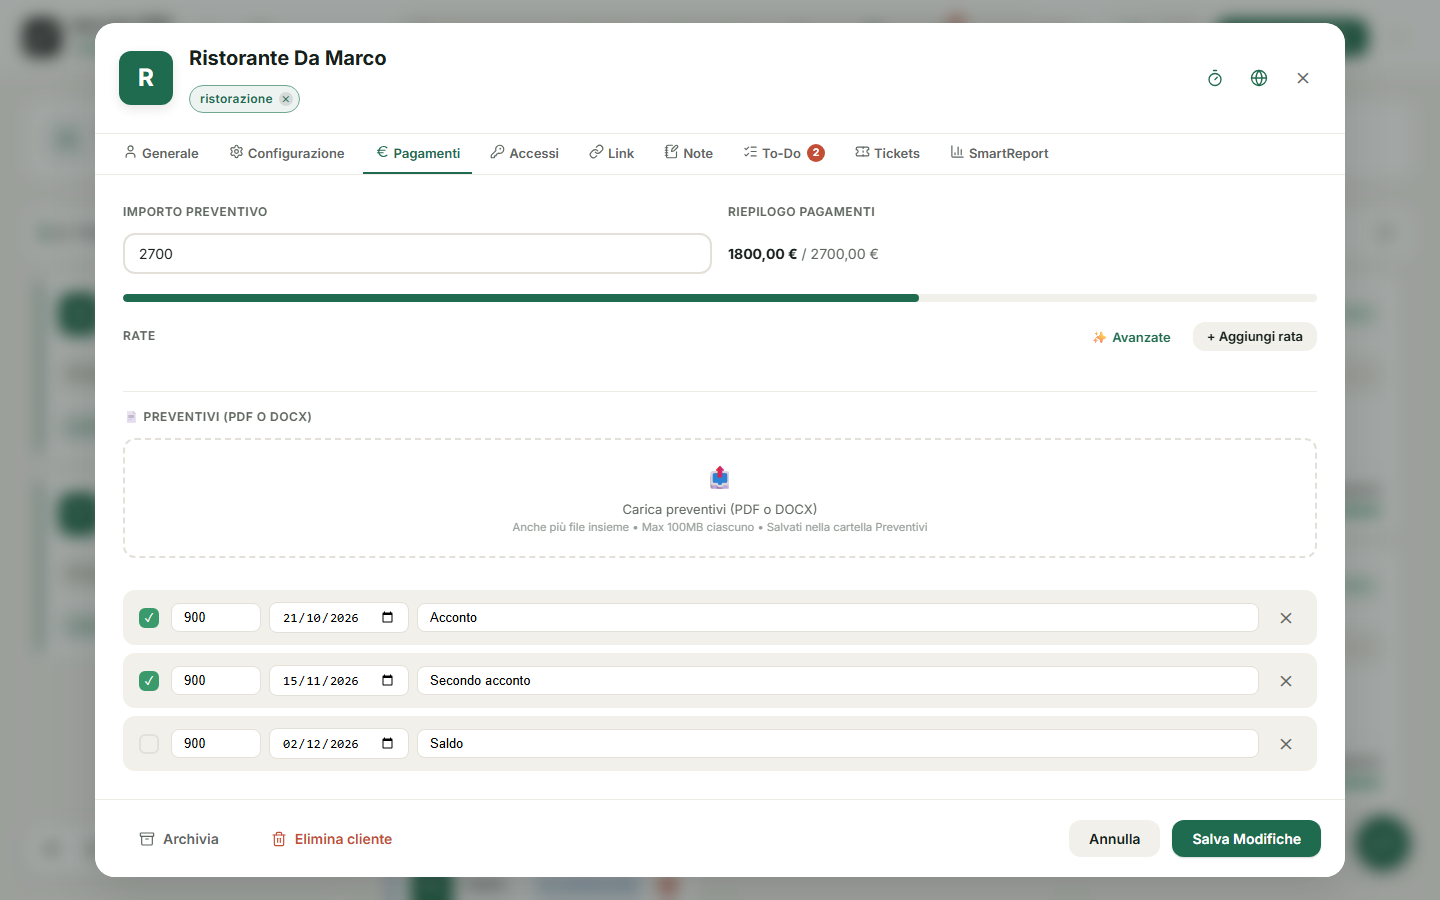 R
Ristorante Da Marco
ristorazione
Generale
Configurazione
Pagamenti
Accessi
Link
Note
To-Do 2
Tickets
SmartReport
IMPORTO PREVENTIVO
2700
RIEPILOGO PAGAMENTI
1800,00 € / 2700,00 €
RATE
Avanzate
+ Aggiungi rata
PREVENTIVI (PDF O DOCX)
Carica preventivi (PDF o DOCX)
Anche più file insieme • Max 100MB ciascuno • Salvati nella cartella Preventivi
900 21/10/2026 Acconto
900 15/11/2026 Secondo acconto
900 02/12/2026 Saldo
Archivia
Elimina cliente
Annulla
Salva Modifiche